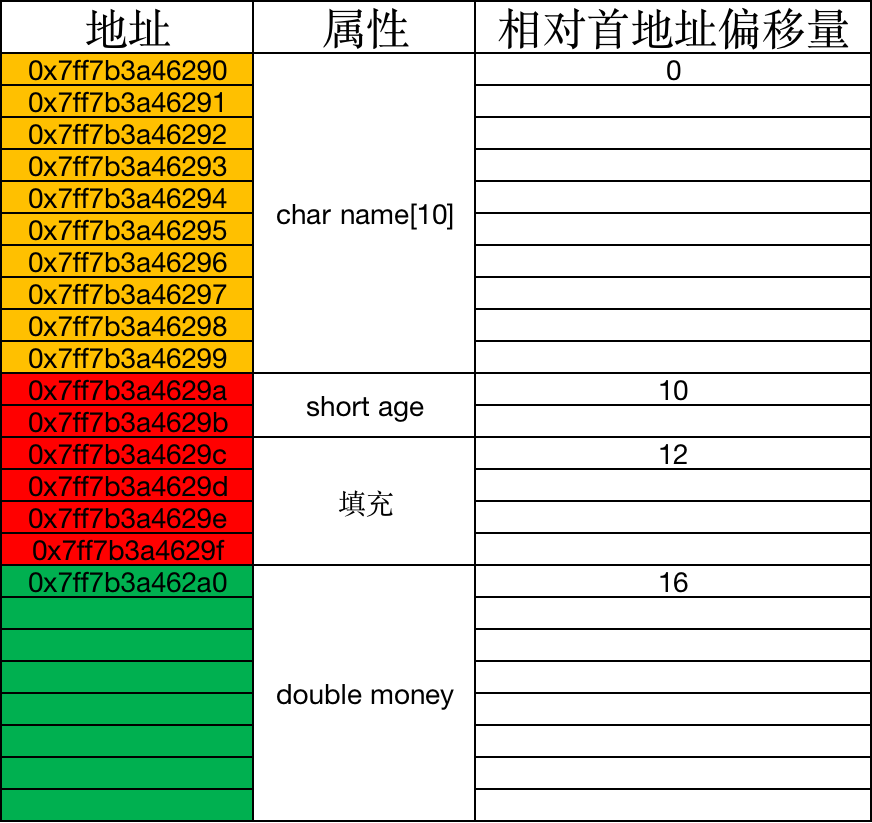 地址 属性 相对首地址偏移量
0x7ff7b3a46290 0
0x7ff7b3a46291
0x7ff7b3a46292
0x7ff7b3a46293
0x7ff7b3a46294
char name[10]
0x7ff7b3a46295
0x7ff7b3a46296
0x7ff7b3a46297
0x7ff7b3a46298
0x7ff7b3a46299
0x7ff7b3a4629a 10
short age
0x7ff7b3a4629b
0x7ff7b3a4629c 12
0x7ff7b3a4629d
填充
0x7ff7b3a4629e
0x7ff7b3a4629f
0x7ff7b3a462a0 16
double money